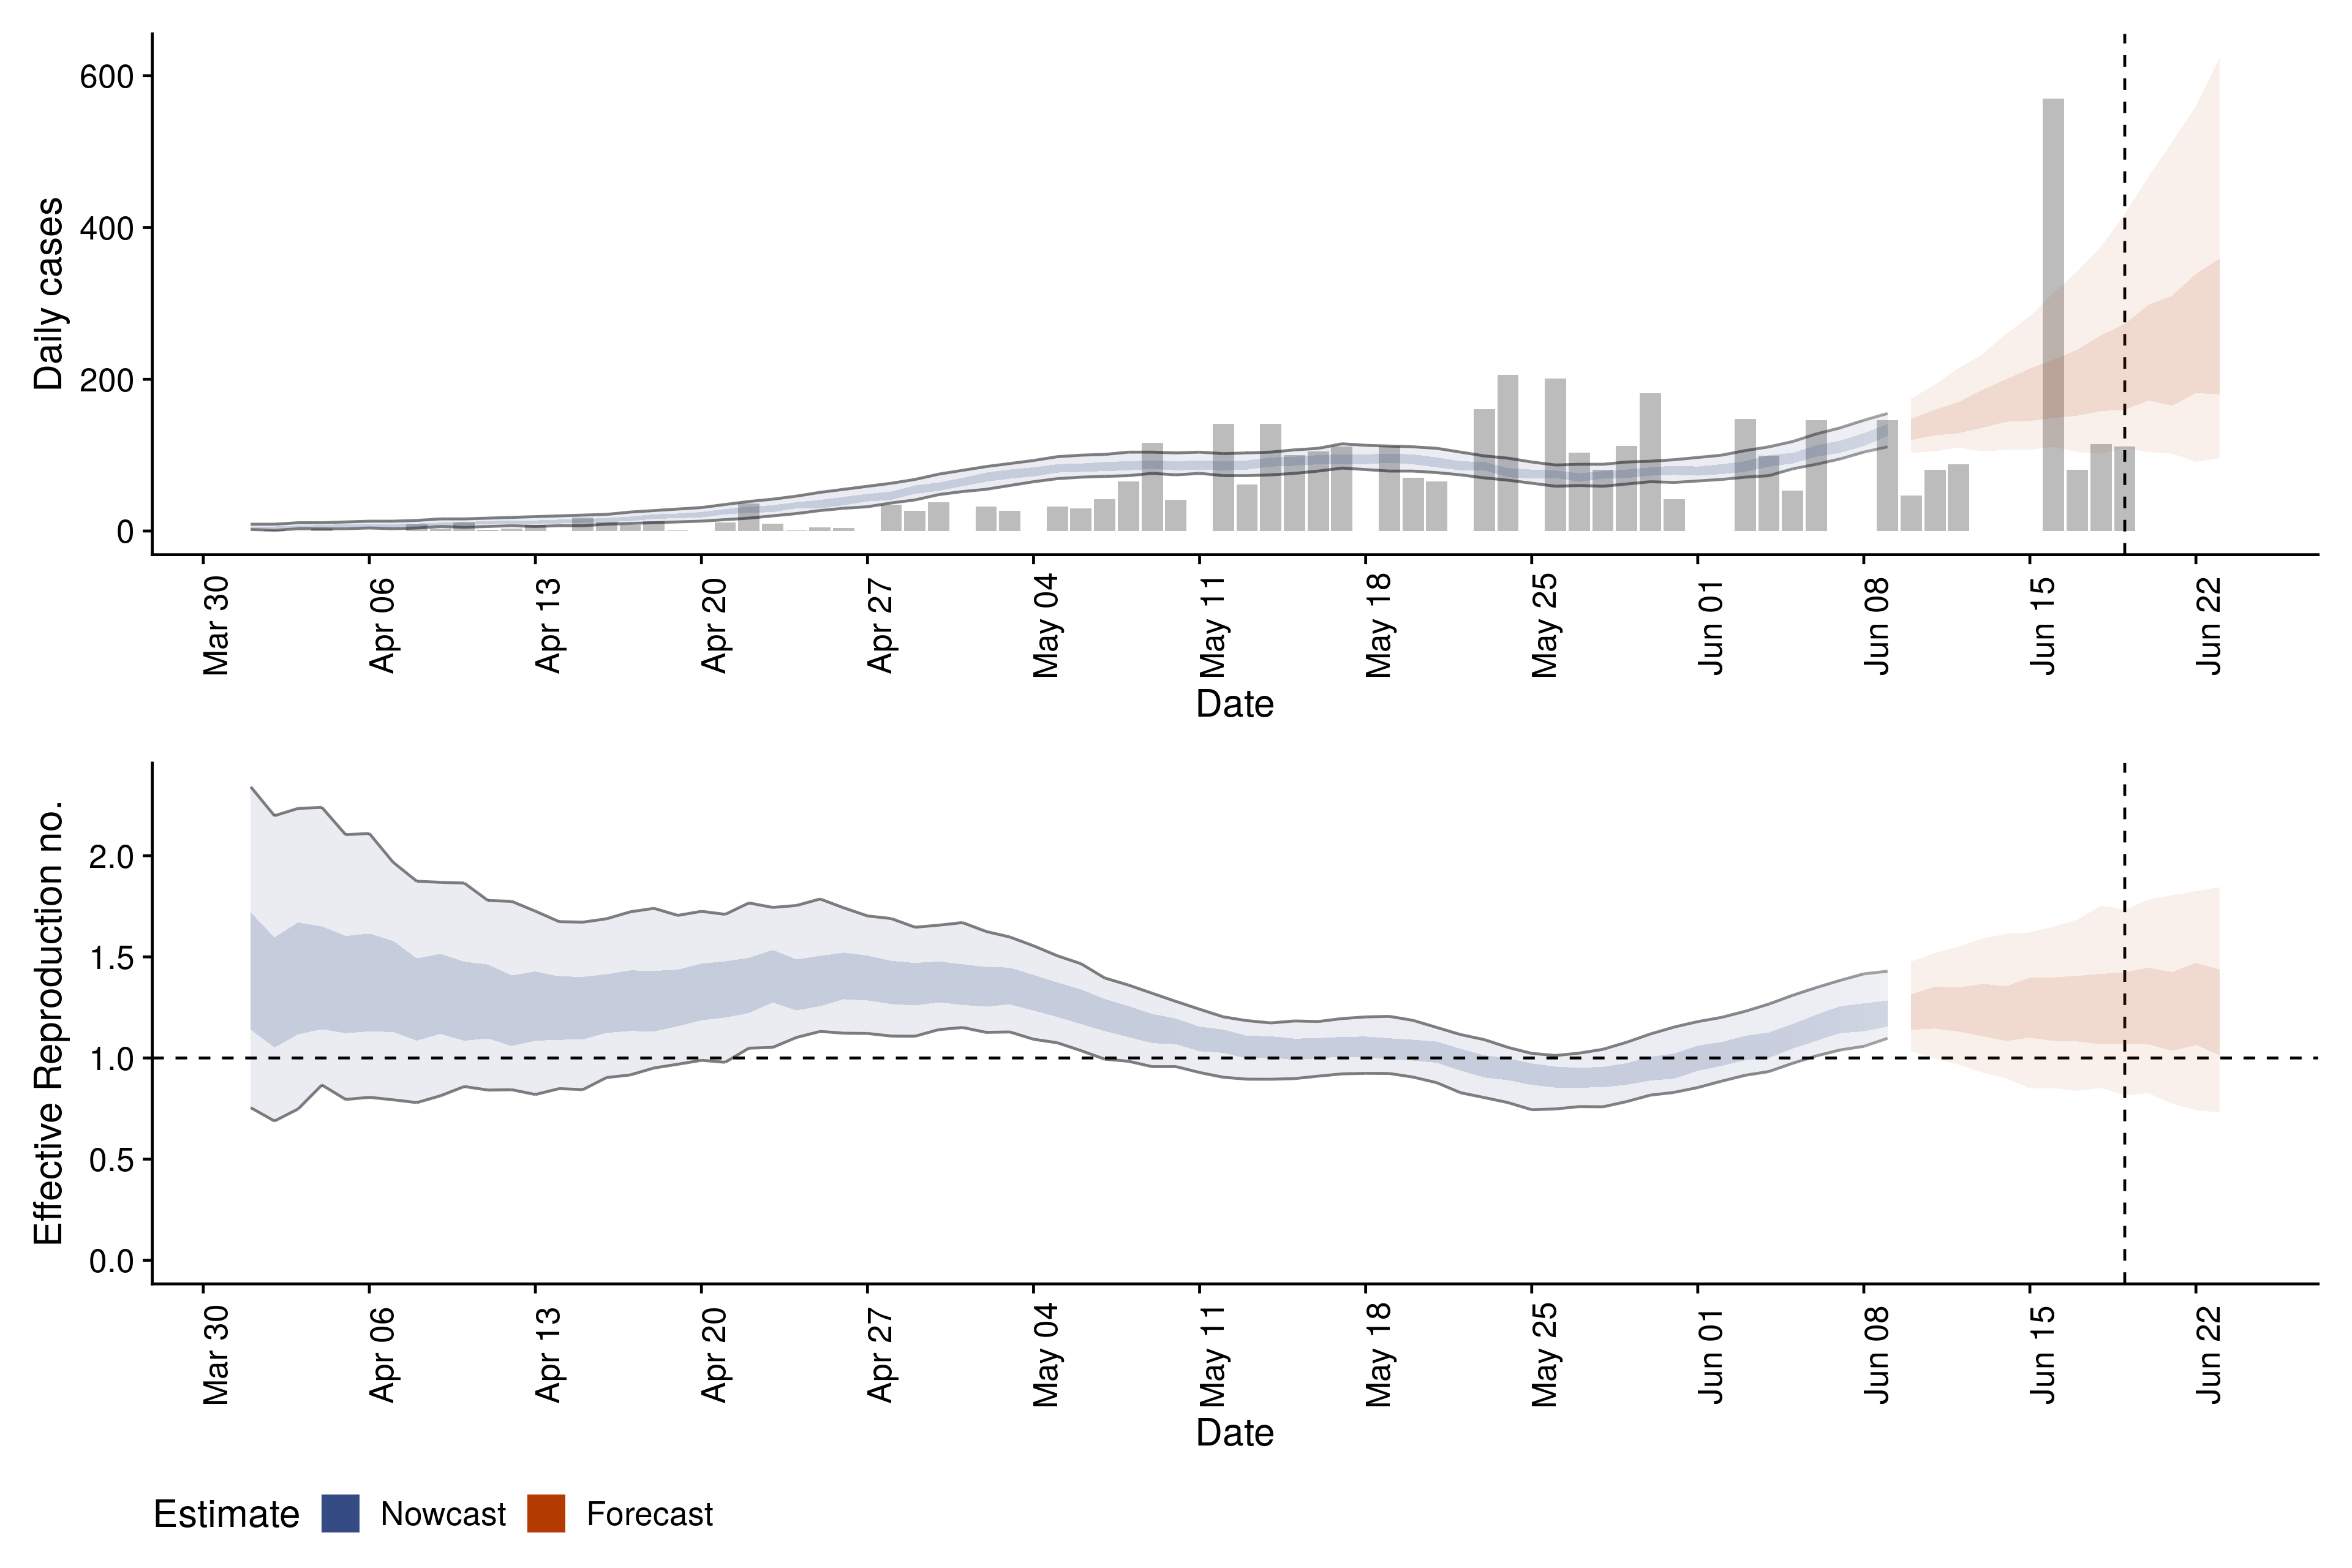 600
400
200
0
Daily cases
Mar 30
Apr 06
Apr 13
Apr 20
Apr 27
May 04
May 11
May 18
May 25
Jun 01
Jun 08
Jun 15
Jun 22
Date
2.0
1.5
1.0
0.5
0.0
Effective Reproduction no.
Mar 30
Apr 06
Apr 13
Apr 20
Apr 27
May 04
May 11
May 18
May 25
Jun 01
Jun 08
Jun 15
Jun 22
Date
Estimate Nowcast Forecast